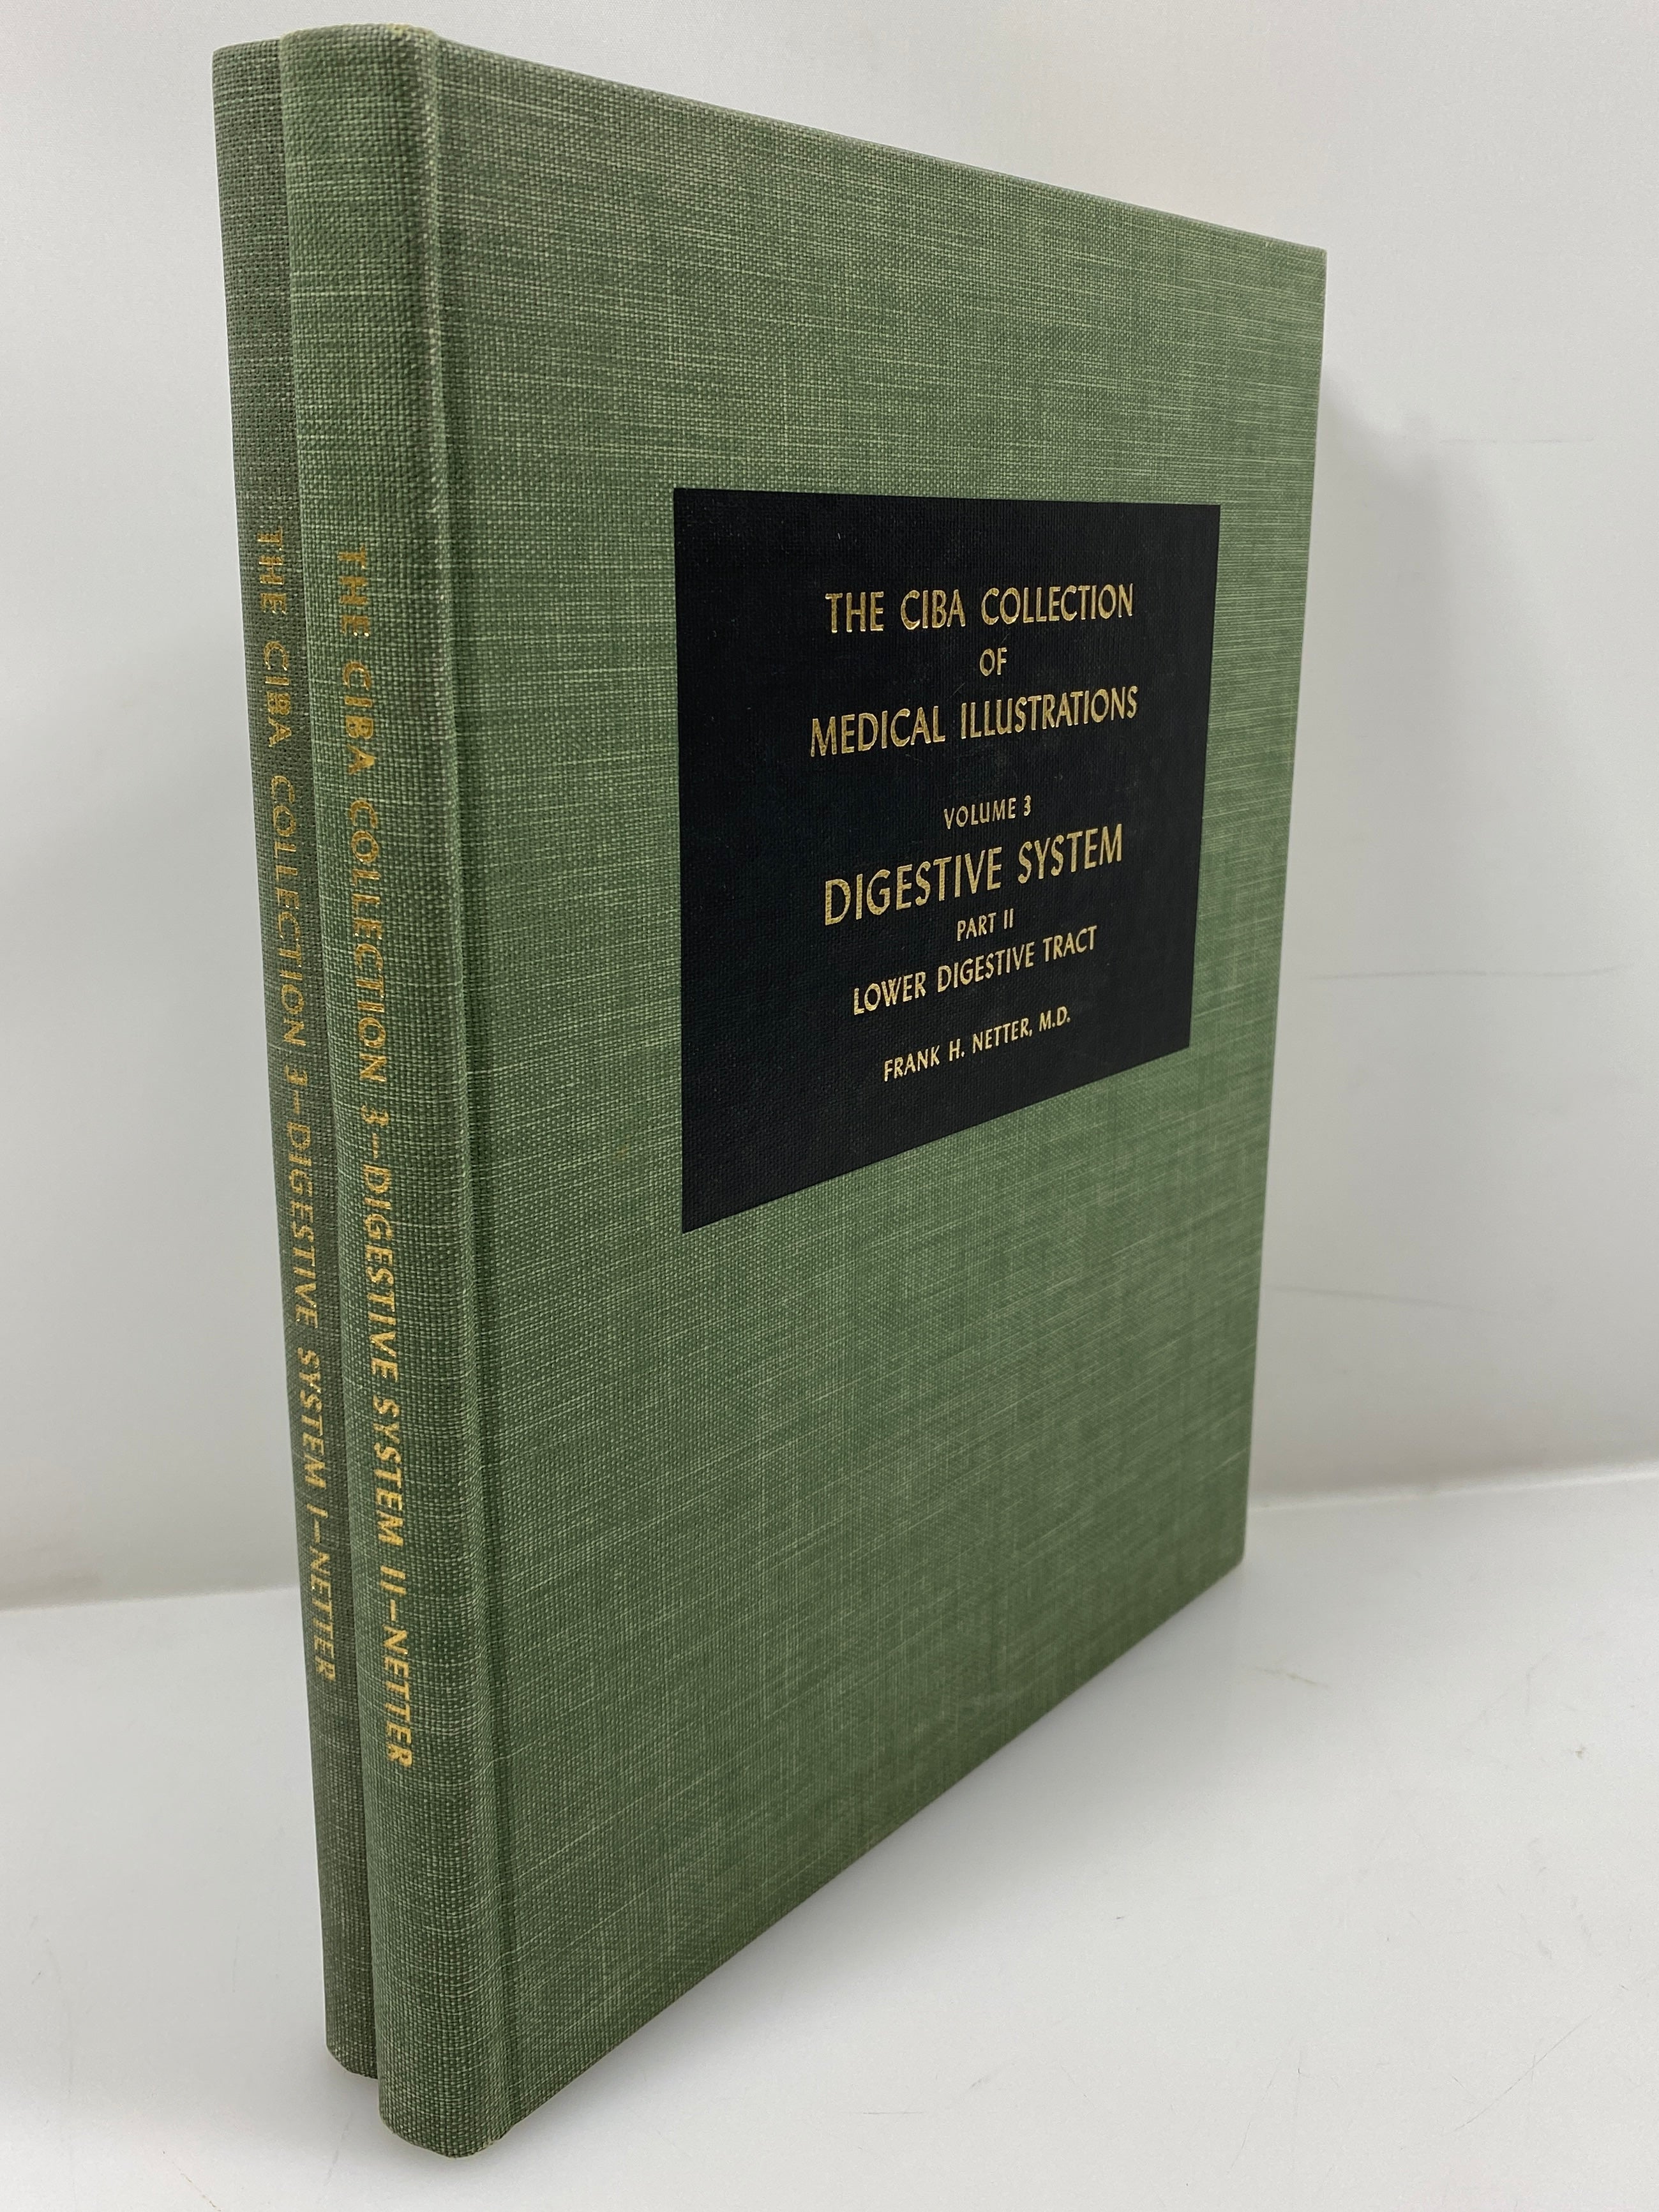 THE CIBA COLLECTION 3-DIGESTIVE SYSTEM I-NETTER
THE CIBA COLLECTION 3-DIGESTIVE SYSTEM II-NETTER
THE CIBA COLLECTION
OF
MEDICAL ILLUSTRATIONS
VOLUME 3
DIGESTIVE SYSTEM
PART II
LOWER DIGESTIVE TRACT
FRANK H. NETTER, M.D.